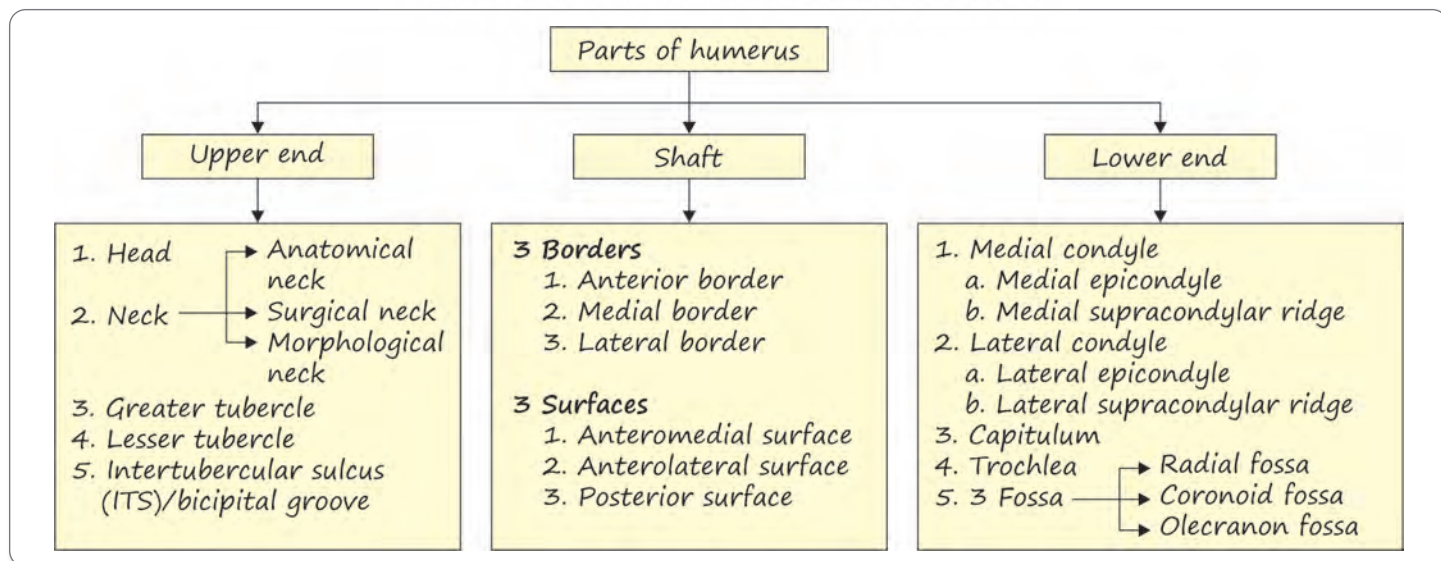 Parts of humerus
Upper end
Shaft
Lower end
1. Head
2. Neck
Anatomical
neck
Surgical neck
Morphological
neck
3. Greater tubercle
4. Lesser tubercle
5. Intertubercular sulcus
(ITS)/bicipital groove
3 Borders
1. Anterior border
2. Medial border
3. Lateral border
3 Surfaces
1. Anteromedial surface
2. Anterolateral surface
3. Posterior surface
1. Medial condyle
a. Medial epicondyle
b. Medial supracondylar ridge
2. Lateral condyle
a. Lateral epicondyle
b. Lateral supracondylar ridge
3. Capitulum
4. Trochlea
5. 3 Fossa
Radial fossa
Coronoid fossa
Olecranon fossa